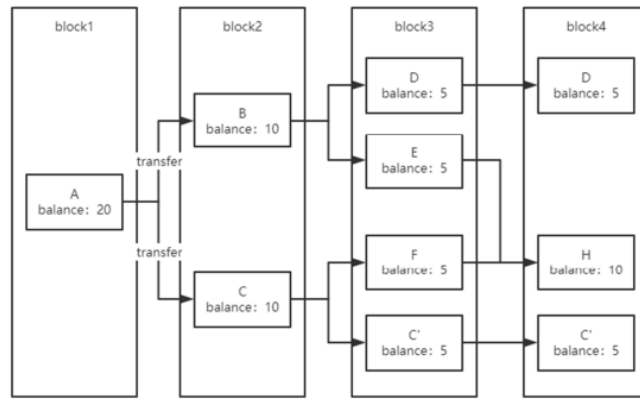 block1
block2
block3
block4
A
balance: 20
transfer
transfer
B
balance: 10
C
balance: 10
D
balance: 5
E
balance: 5
F
balance: 5
C'
balance: 5
D
balance: 5
H
balance: 10
C'
balance: 5